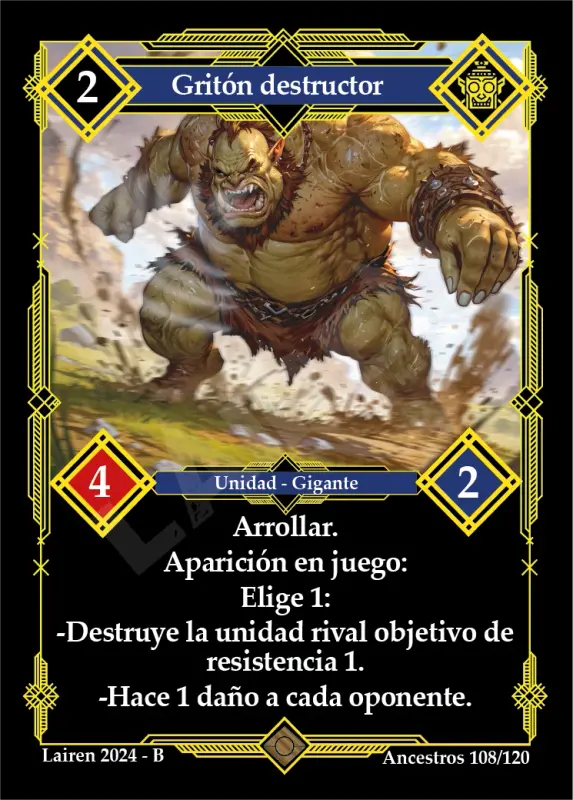 2
Gritón destructor
4
Unidad - Gigante
2
Arrollar.
Aparición en juego:
Elige 1:
-Destruye la unidad rival objetivo de
resistencia 1.
-Hace 1 daño a cada oponente.
Lairen 2024 - B
Ancestros 108/120